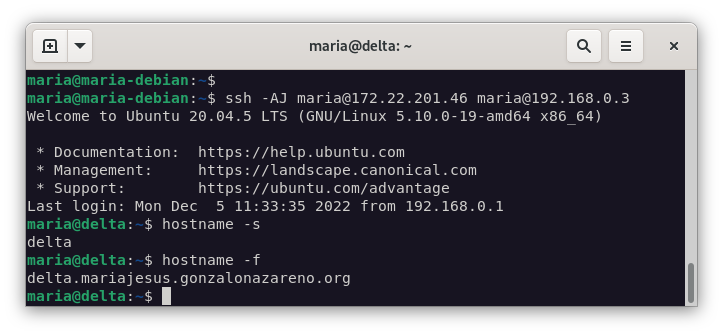 maria@delta: ~
maria@maria-debian:~$
maria@maria-debian:~$ ssh -AJ maria@172.22.201.46 maria@192.168.0.3
Welcome to Ubuntu 20.04.5 LTS (GNU/Linux 5.10.0-19-amd64 x86_64)

 * Documentation:  https://help.ubuntu.com
 * Management:     https://landscape.canonical.com
 * Support:        https://ubuntu.com/advantage
Last login: Mon Dec  5 11:33:35 2022 from 192.168.0.1
maria@delta:~$ hostname -s
delta
maria@delta:~$ hostname -f
delta.mariajesus.gonzalonazareno.org
maria@delta:~$